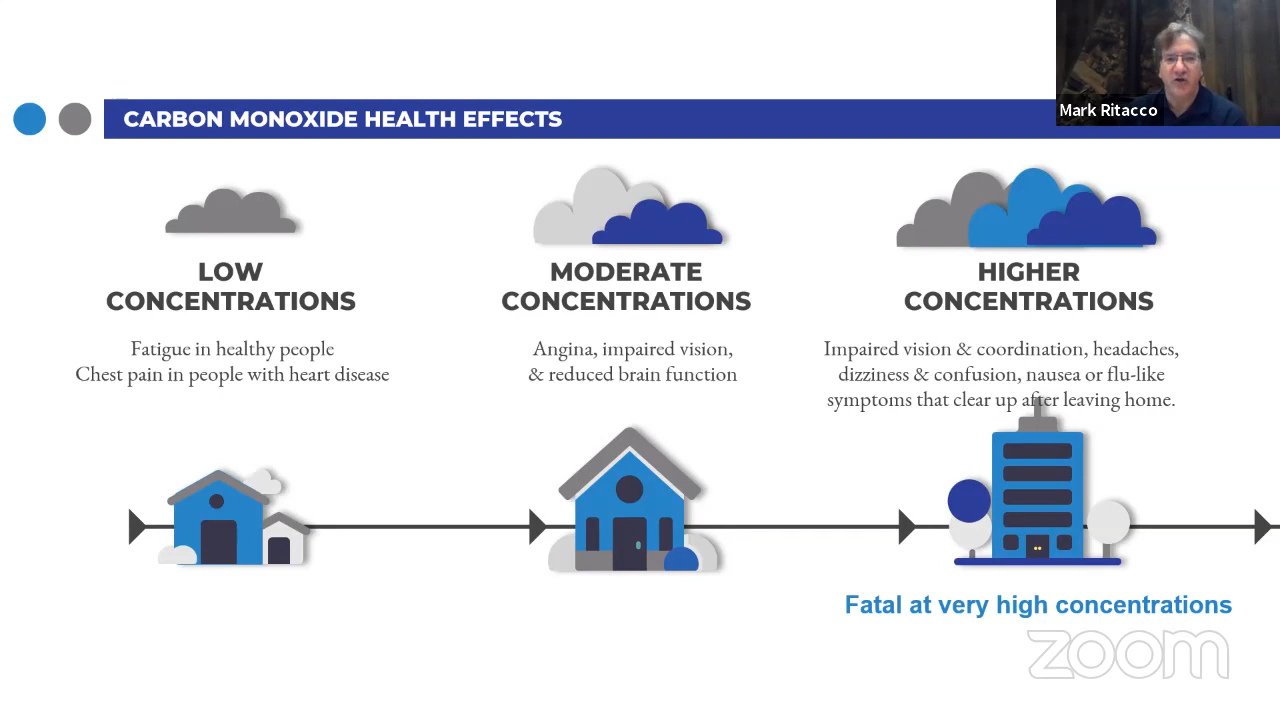 Mark Ritacco
CARBON MONOXIDE HEALTH EFFECTS
LOW
CONCENTRATIONS
Fatigue in healthy people
Chest pain in people with heart disease
MODERATE
CONCENTRATIONS
Angina, impaired vision,
& reduced brain function
HIGHER
CONCENTRATIONS
Impaired vision & coordination, headaches,
dizziness & confusion, nausea or flu-like
symptoms that clear up after leaving home.
Fatal at very high concentrations
zoom